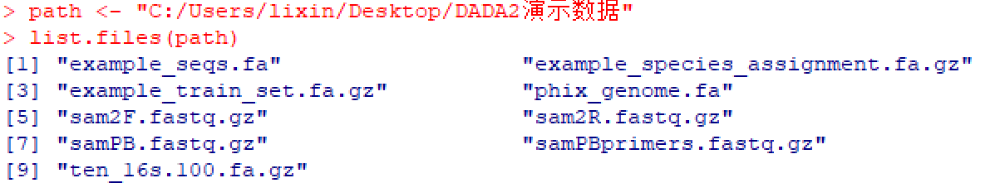 > path <- "C:/Users/lixin/Desktop/DADA2演示数据"
> list.files(path)
[1] "example_seqs.fa"                  "example_species_assignment.fa.gz"
[3] "example_train_set.fa.gz"          "phix_genome.fa"
[5] "sam2F.fastq.gz"                   "sam2R.fastq.gz"
[7] "samPB.fastq.gz"                   "samPBprimers.fastq.gz"
[9] "ten_16s.100.fa.gz"